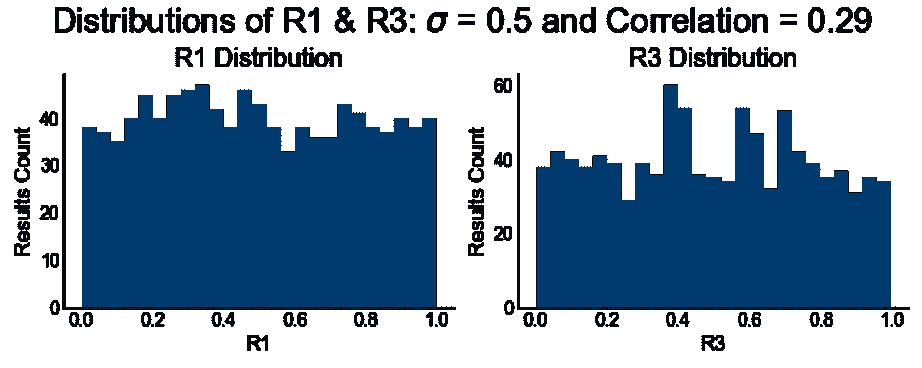 Distributions of R1 & R3: σ = 0.5 and Correlation = 0.29
R1 Distribution
Results Count
40
30
20
10
0
0.0 0.2 0.4 0.6 0.8 1.0
R1
R3 Distribution
Results Count
60
40
20
0
0.0 0.2 0.4 0.6 0.8 1.0
R3